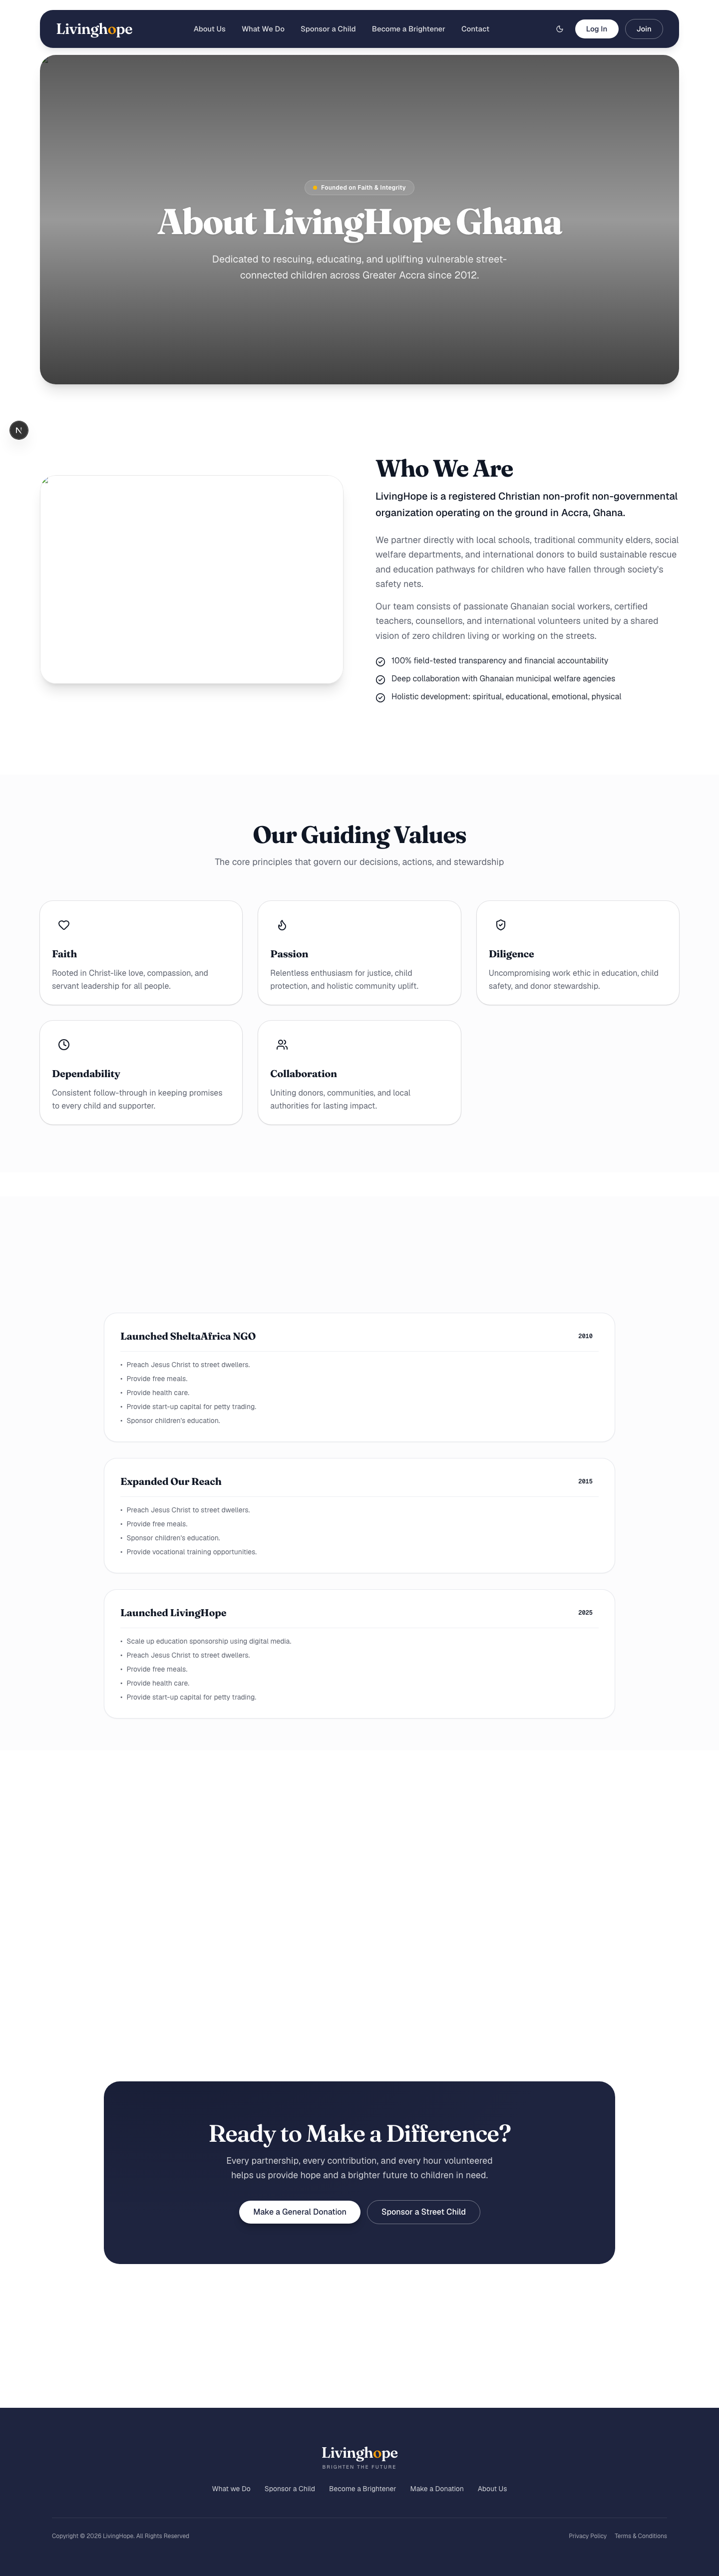 Livinghope
About Us
What We Do
Sponsor a Child
Become a Brightener
Contact
Log In
Join
Founded on Faith & Integrity
About LivingHope Ghana
Dedicated to rescuing, educating, and uplifting vulnerable street-
connected children across Greater Accra since 2012.
N
Who We Are
LivingHope is a registered Christian non-profit non-governmental
organization operating on the ground in Accra, Ghana.
We partner directly with local schools, traditional community elders, social
welfare departments, and international donors to build sustainable rescue
and education pathways for children who have fallen through society's
safety nets.
Our team consists of passionate Ghanaian social workers, certified
teachers, counsellors, and international volunteers united by a shared
vision of zero children living or working on the streets.
100% field-tested transparency and financial accountability
Deep collaboration with Ghanaian municipal welfare agencies
Holistic development: spiritual, educational, emotional, physical
Our Guiding Values
The core principles that govern our decisions, actions, and stewardship
Faith
Rooted in Christ-like love, compassion, and
servant leadership for all people.
Passion
Relentless enthusiasm for justice, child
protection, and holistic community uplift.
Diligence
Uncompromising work ethic in education, child
safety, and donor stewardship.
Dependability
Consistent follow-through in keeping promises
to every child and supporter.
Collaboration
Uniting donors, communities, and local
authorities for lasting impact.
Launched SheltaAfrica NGO
2010
• Preach Jesus Christ to street dwellers.
• Provide free meals.
• Provide health care.
• Provide start-up capital for petty trading.
• Sponsor children's education.
Expanded Our Reach
2015
• Preach Jesus Christ to street dwellers.
• Provide free meals.
• Sponsor children's education.
• Provide vocational training opportunities.
Launched LivingHope
2025
• Scale up education sponsorship using digital media.
• Preach Jesus Christ to street dwellers.
• Provide free meals.
• Provide health care.
• Provide start-up capital for petty trading.
Ready to Make a Difference?
Every partnership, every contribution, and every hour volunteered
helps us provide hope and a brighter future to children in need.
Make a General Donation
Sponsor a Street Child
Livinghope
BRIGHTEN THE FUTURE
What we Do
Sponsor a Child
Become a Brightener
Make a Donation
About Us
Copyright © 2026 LivingHope. All Rights Reserved
Privacy Policy
Terms & Conditions